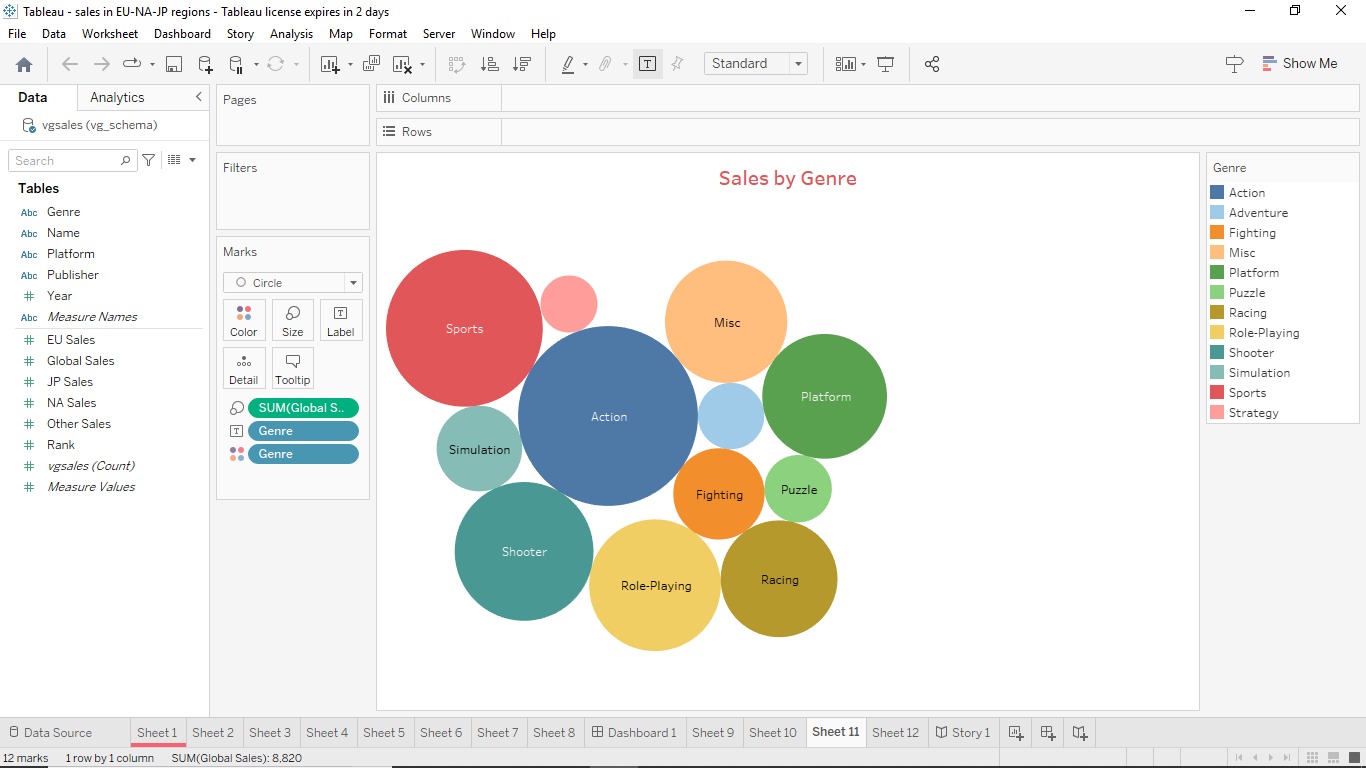 Tableau - sales in EU-NA-JP regions - Tableau license expires in 2 days
File Data Worksheet Dashboard Story Analysis Map Format Server Window Help
Standard
Show Me
Data Analytics
vgsales (vg_schema)
Search
Tables
Abc Genre
Abc Name
Abc Platform
Abc Publisher
Year
Abc Measure Names
EU Sales
Global Sales
JP Sales
NA Sales
Other Sales
Rank
vgsales (Count)
Measure Values
Pages
Filters
Marks
Circle
Color Size Label
Detail Tooltip
SUM(Global S..
Genre
Genre
Columns
Rows
Sales by Genre
Sports
Misc
Platform
Action
Simulation
Fighting
Puzzle
Shooter
Role-Playing
Racing
Genre
Action
Adventure
Fighting
Misc
Platform
Puzzle
Racing
Role-Playing
Shooter
Simulation
Sports
Strategy
Data Source Sheet 1 Sheet 2 Sheet 3 Sheet 4 Sheet 5 Sheet 6 Sheet 7 Sheet 8 Dashboard 1 Sheet 9 Sheet 10 Sheet 11 Sheet 12 Story 1
12 marks 1 row by 1 column SUM(Global Sales): 8,820